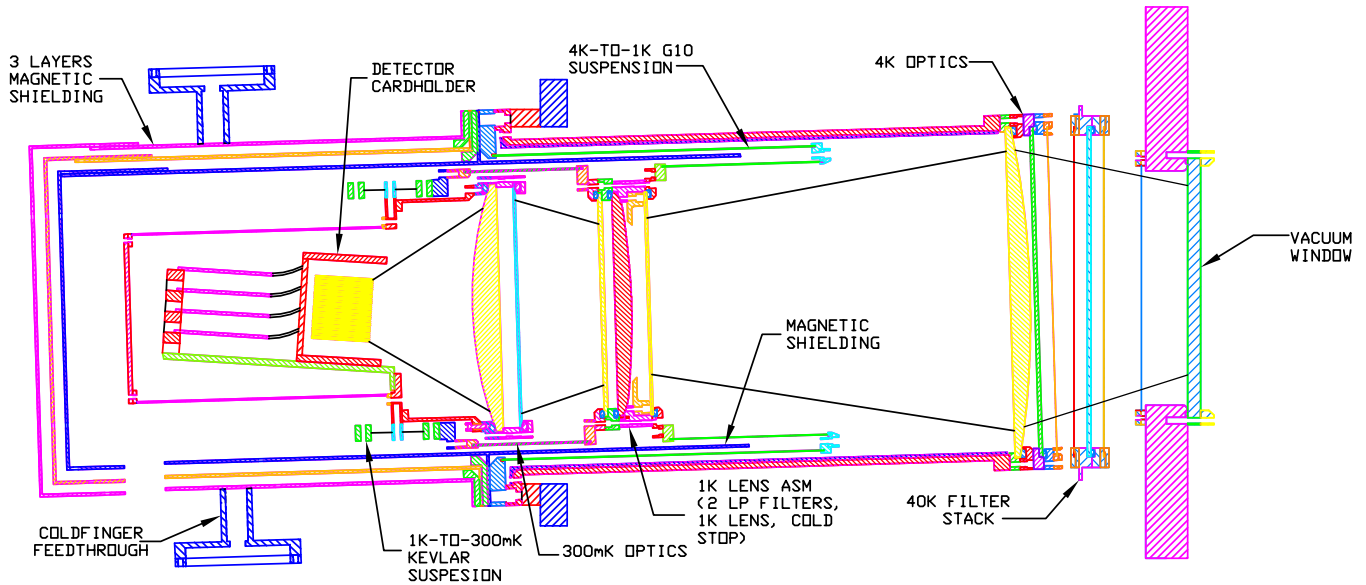 3 LAYERS
MAGNETIC
SHIELDING
DETECTOR
CARDHOLDER
4K-TO-1K G10
SUSPENSION
4K OPTICS
VACUUM
WINDOW
MAGNETIC
SHIELDING
COLDFINGER
FEEDTHROUGH
1K-TO-300mK
KEVLAR
SUSPESION
300mK OPTICS
1K LENS ASM
(2 LP FILTERS,
1K LENS, COLD
STOP)
40K FILTER
STACK